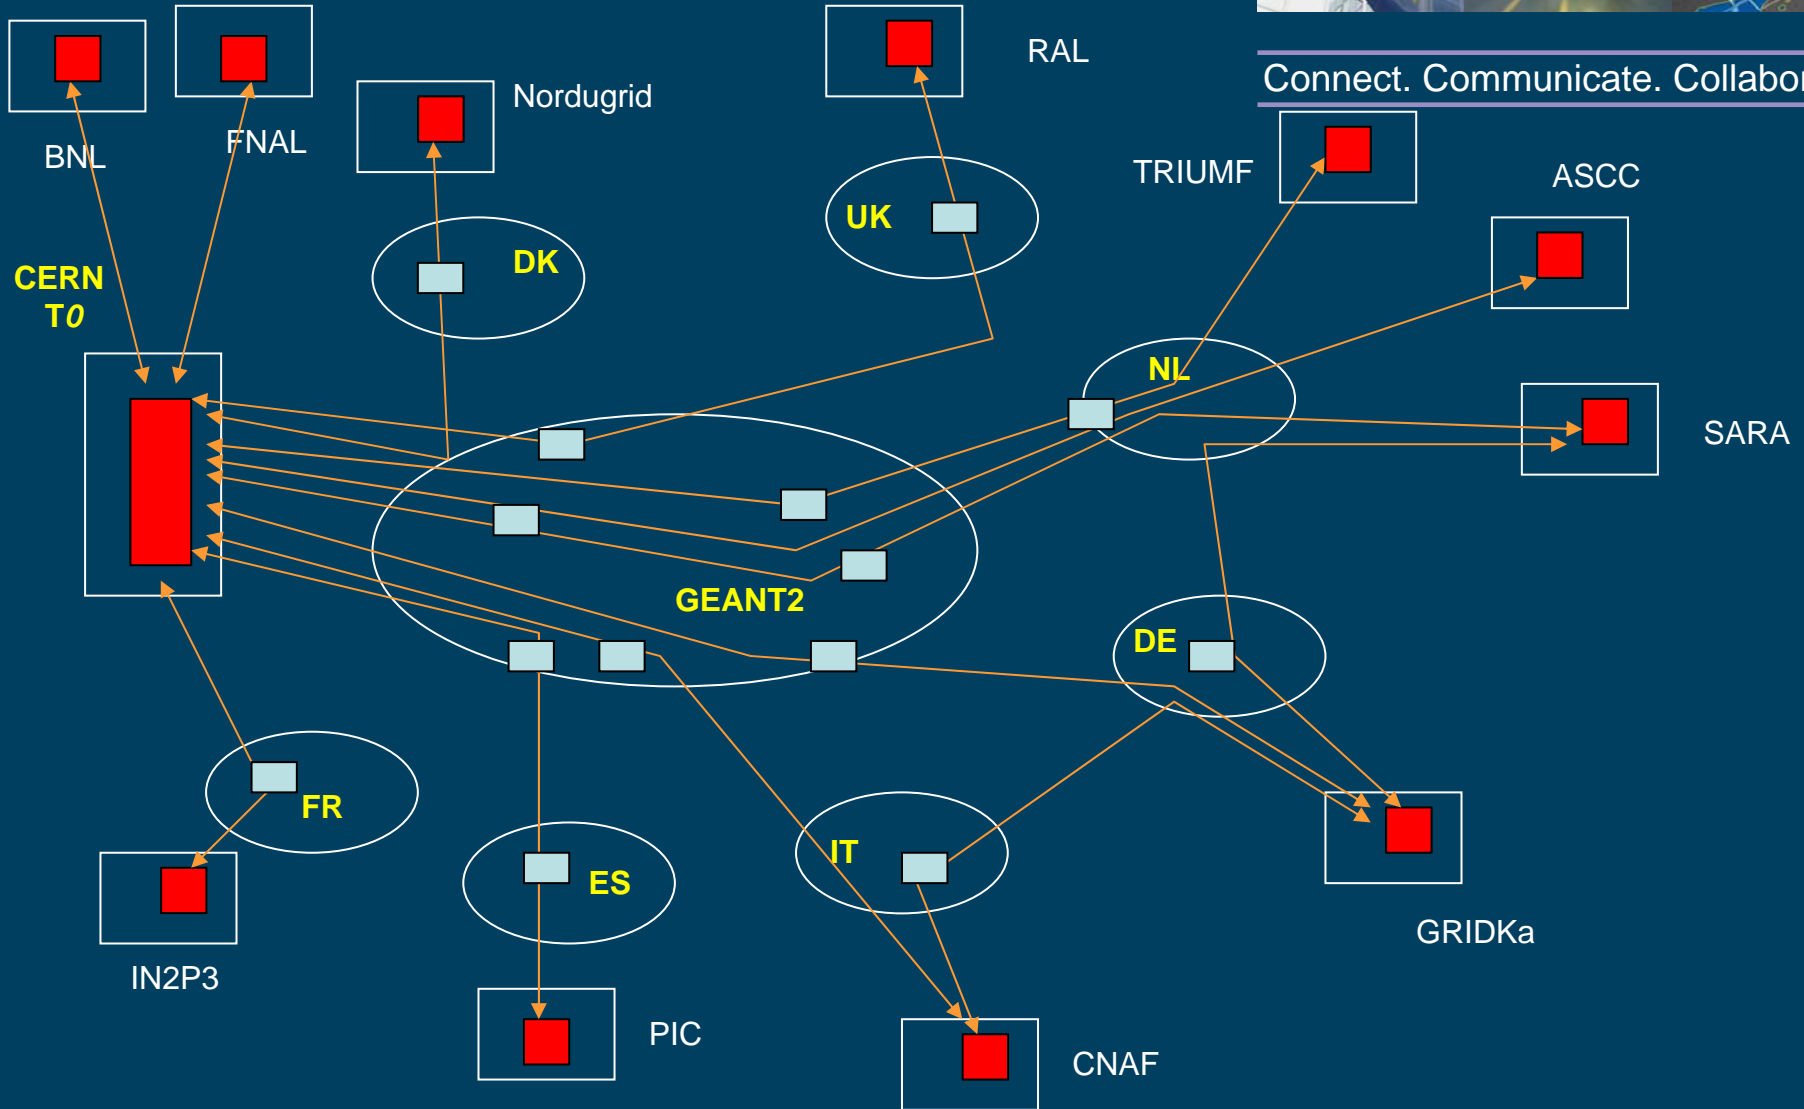 RAL
Connect. Communicate. Collabor
Nordugrid
FNAL
BNL
TRIUMF
ASCC
UK
DK
CERN
T0
NL
SARA
GEANT2
DE
FR
IT
ES
GRIDKa
IN2P3
PIC
CNAF